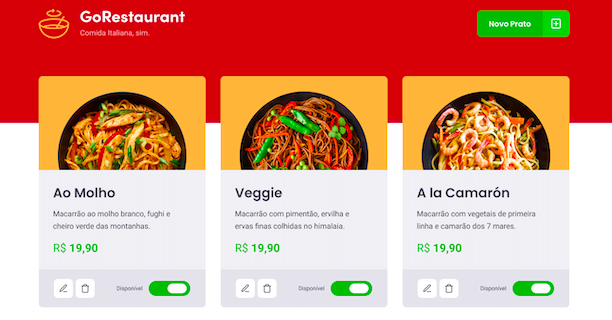 GoRestaurant
Comida Italiana, sim.
Novo Prato
Ao Molho
Macarrão ao molho branco, fughi e
cheiro verde das montanhas.
R$ 19,90
Disponível
Veggie
Macarrão com pimentão, ervilha e
ervas finas colhidas no himalaia.
R$ 19,90
Disponível
A la Camarón
Macarrão com vegetais de primeira
linha e camarão dos 7 mares.
R$ 19,90
Disponível